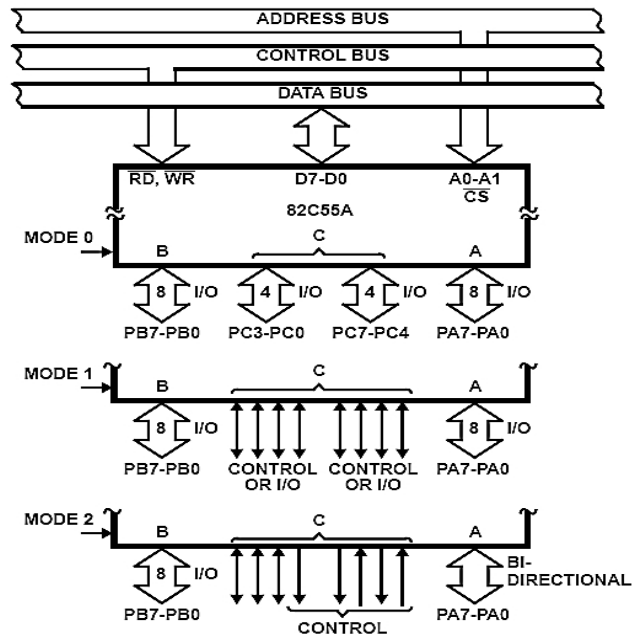 ADDRESS BUS
CONTROL BUS
DATA BUS
RD, WR D7-D0 A0-A1
CS
82C55A
MODE 0 B C A
8 I/O 4 I/O 4 I/O 8 I/O
PB7-PB0 PC3-PC0 PC7-PC4 PA7-PA0
MODE 1 B C A
8 I/O 8 I/O
PB7-PB0 CONTROL OR I/O CONTROL OR I/O PA7-PA0
MODE 2 B C A
8 I/O BI-
DIRECTIONAL
PB7-PB0 CONTROL PA7-PA0